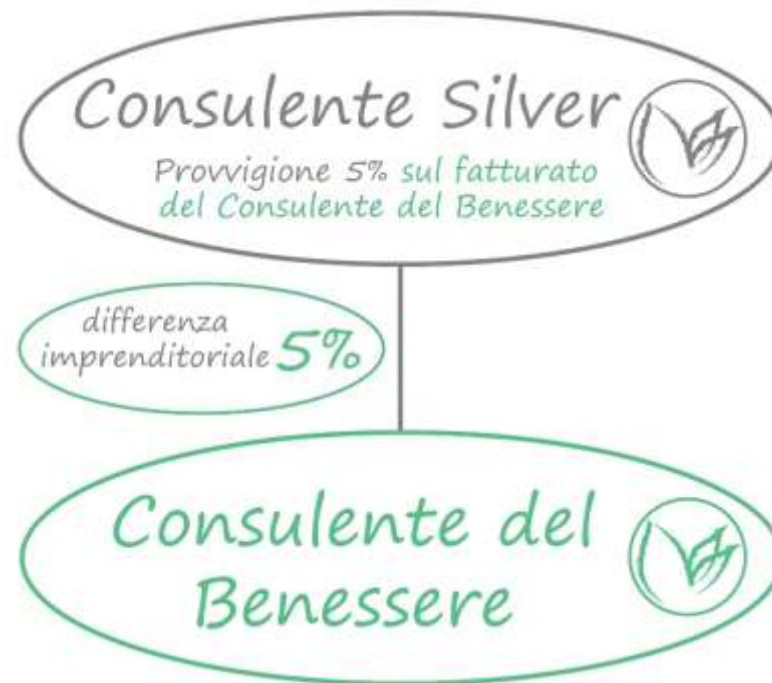 Consulente Silver
Provvigione 5% sul fatturato
del Consulente del Benessere
differenza
imprenditoriale 5%
Consulente del
Benessere